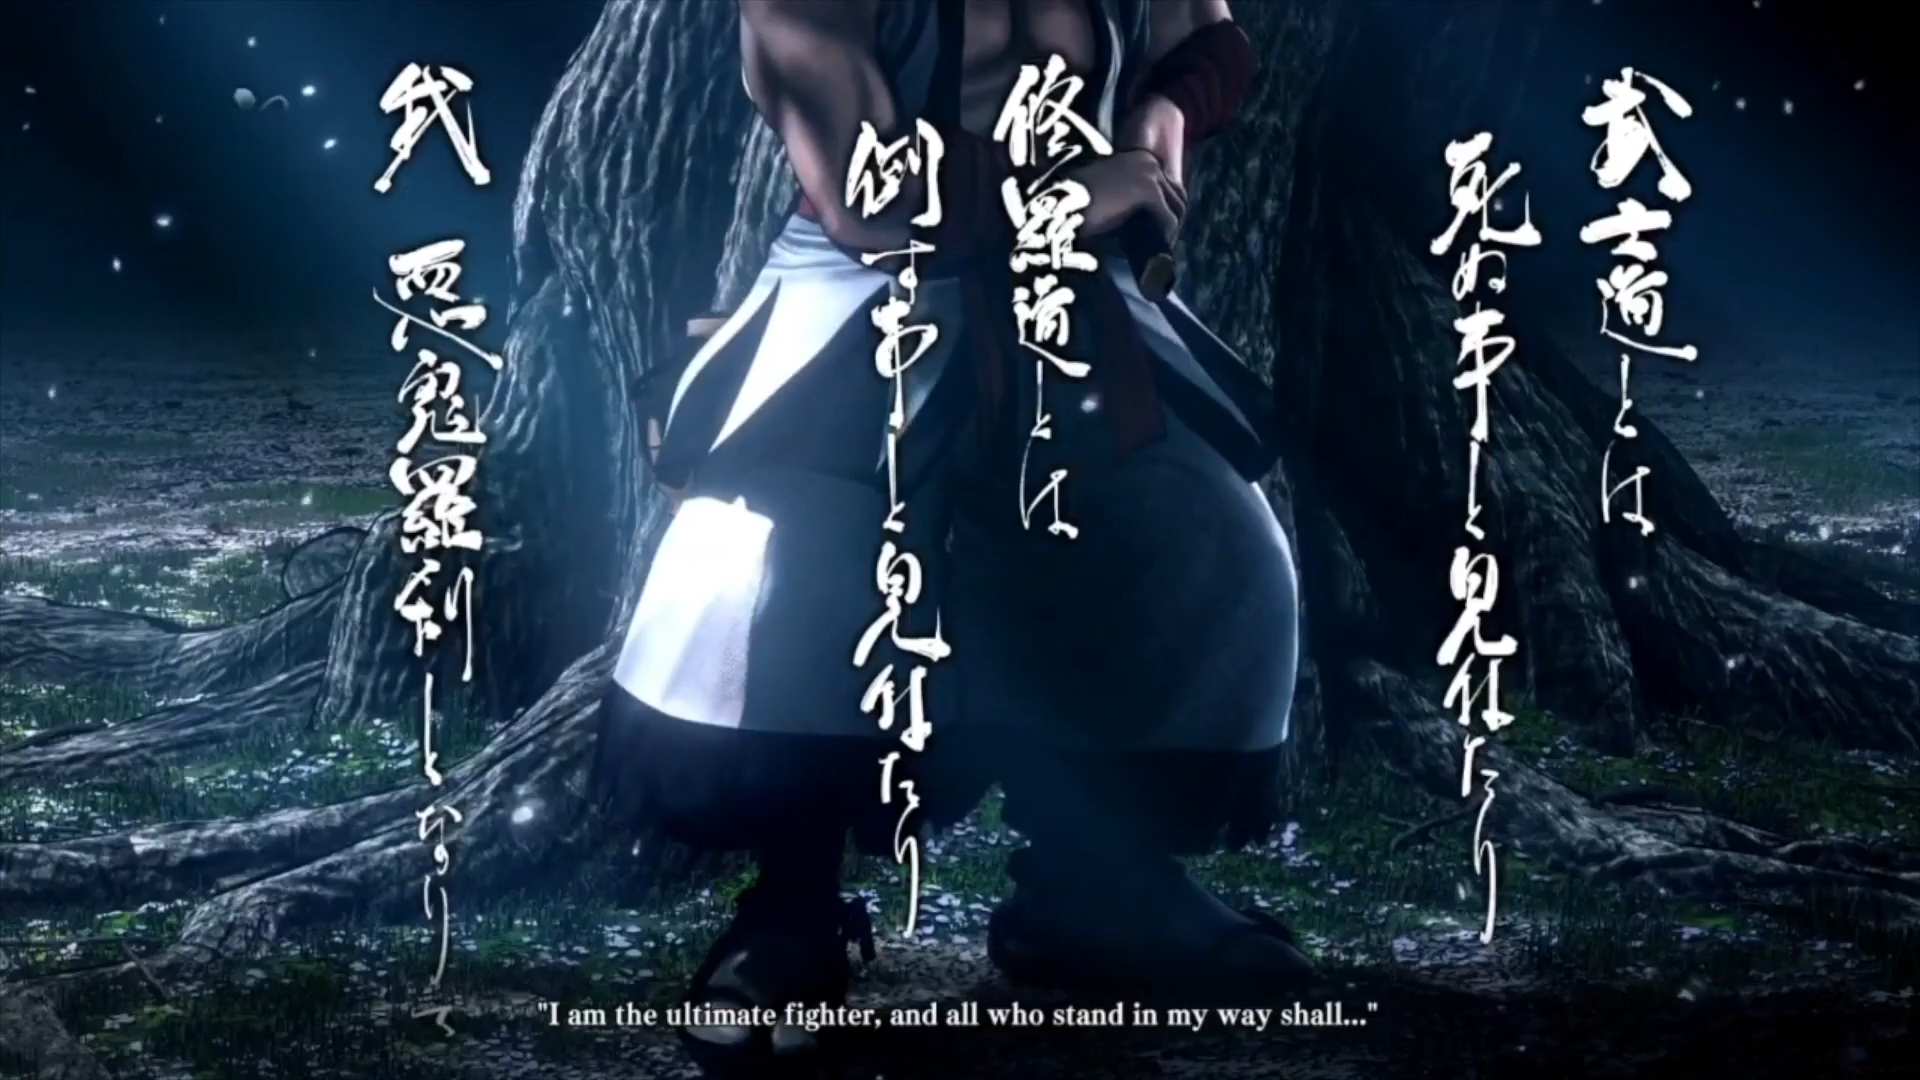 武士道とは
死ぬ事と見付たり
修羅道とは
倒す事と見付たり
我 悪鬼羅刹となりて
"I am the ultimate fighter, and all who stand in my way shall..."